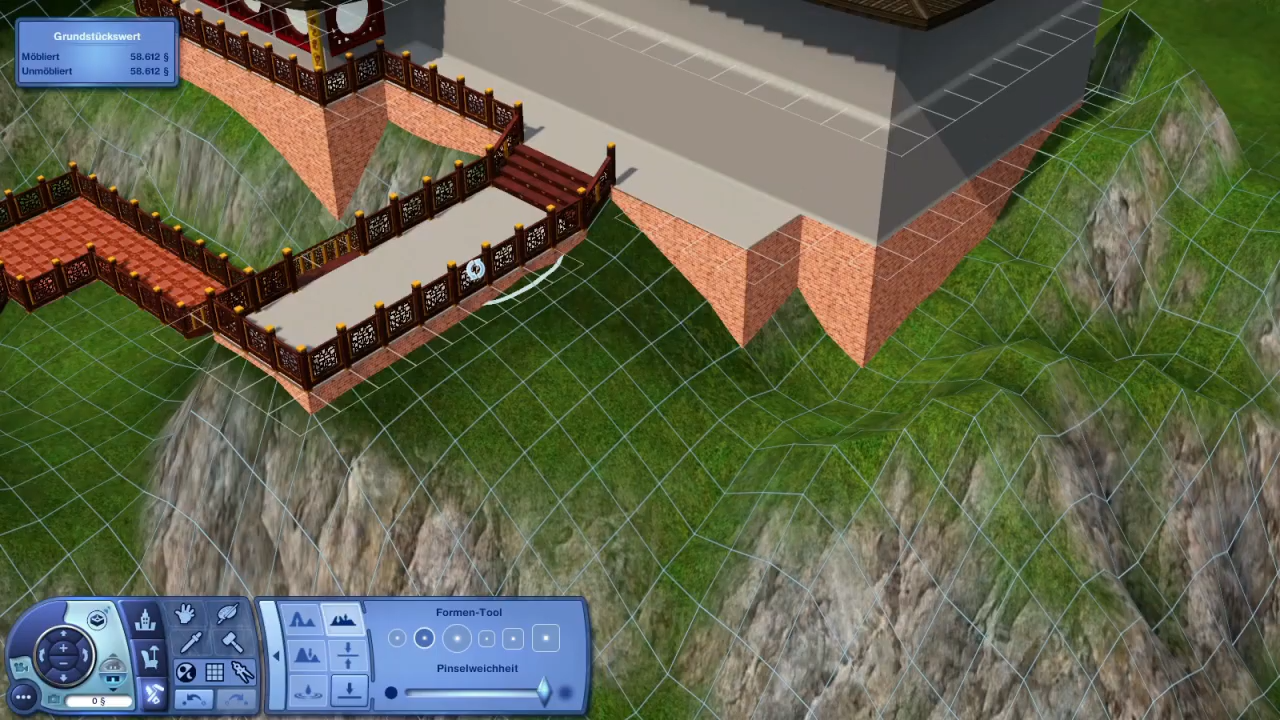 Grundstückswert
Möbliert 58.612 §
Unmöbliert 58.612 §
Formen-Tool
Pinselweichheit
0 §